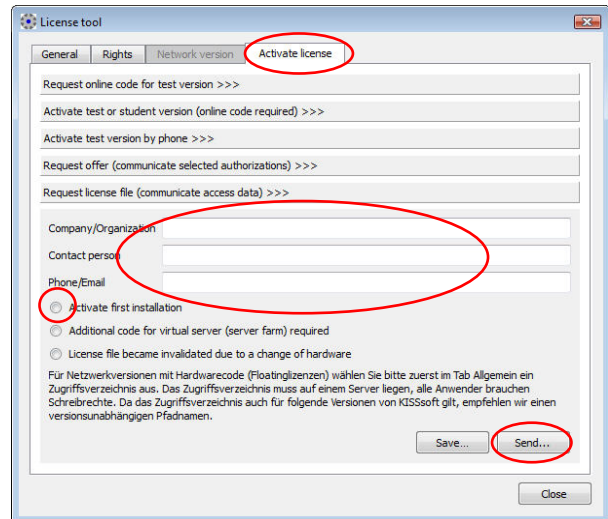 License tool
General Rights Network version Activate license
Request online code for test version >>>
Activate test or student version (online code required) >>>
Activate test version by phone >>>
Request offer (communicate selected authorizations) >>>
Request license file (communicate access data) >>>
Company/Organization
Contact person
Phone/Email
Activate first installation
Additional code for virtual server (server farm) required
License file became invalidated due to a change of hardware
Für Netzwerkversionen mit Hardwarecode (Floatinglizenzen) wählen Sie bitte zuerst im Tab Allgemein ein
Zugriffsverzeichnis aus. Das Zugriffsverzeichnis muss auf einem Server liegen, alle Anwender brauchen
Schreibrechte. Da das Zugriffsverzeichnis auch für folgende Versionen von KISSsoft gilt, empfehlen wir einen
versionsunabhängigen Pfadnamen.
Save... Send...
Close